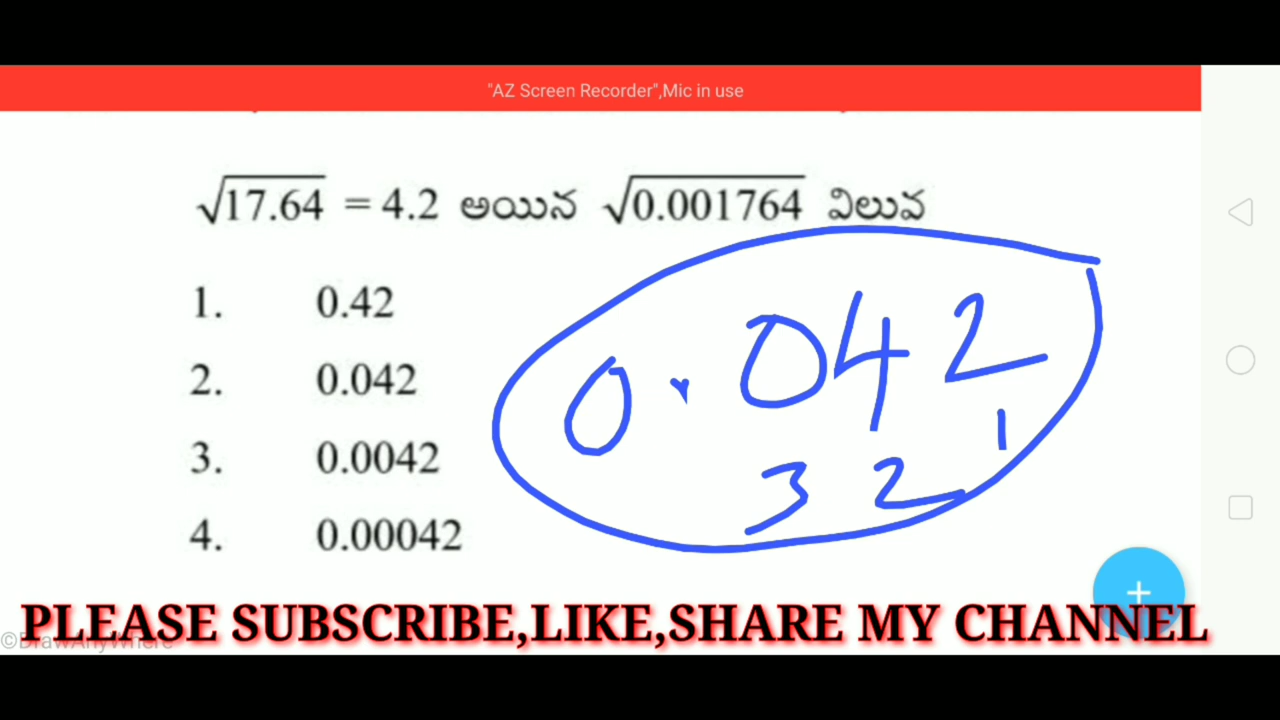 "AZ Screen Recorder",Mic in use
√17.64 = 4.2 అయిన √0.001764 విలువ
1. 0.42
2. 0.042
3. 0.0042
4. 0.00042
0.042
3 2 1
+
PLEASE SUBSCRIBE,LIKE,SHARE MY CHANNEL
©DrawAnyWhere